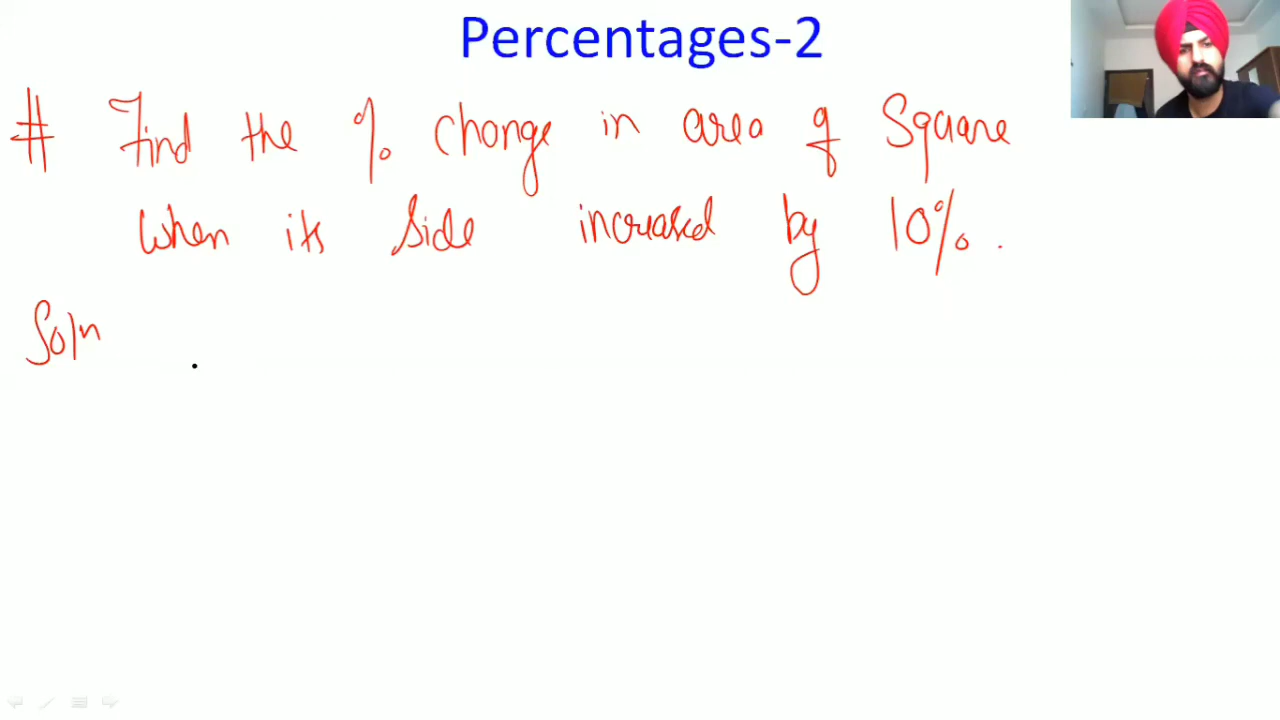 Percentages-2
# Find the % change in area of Square
when its side increased by 10%.
Soln